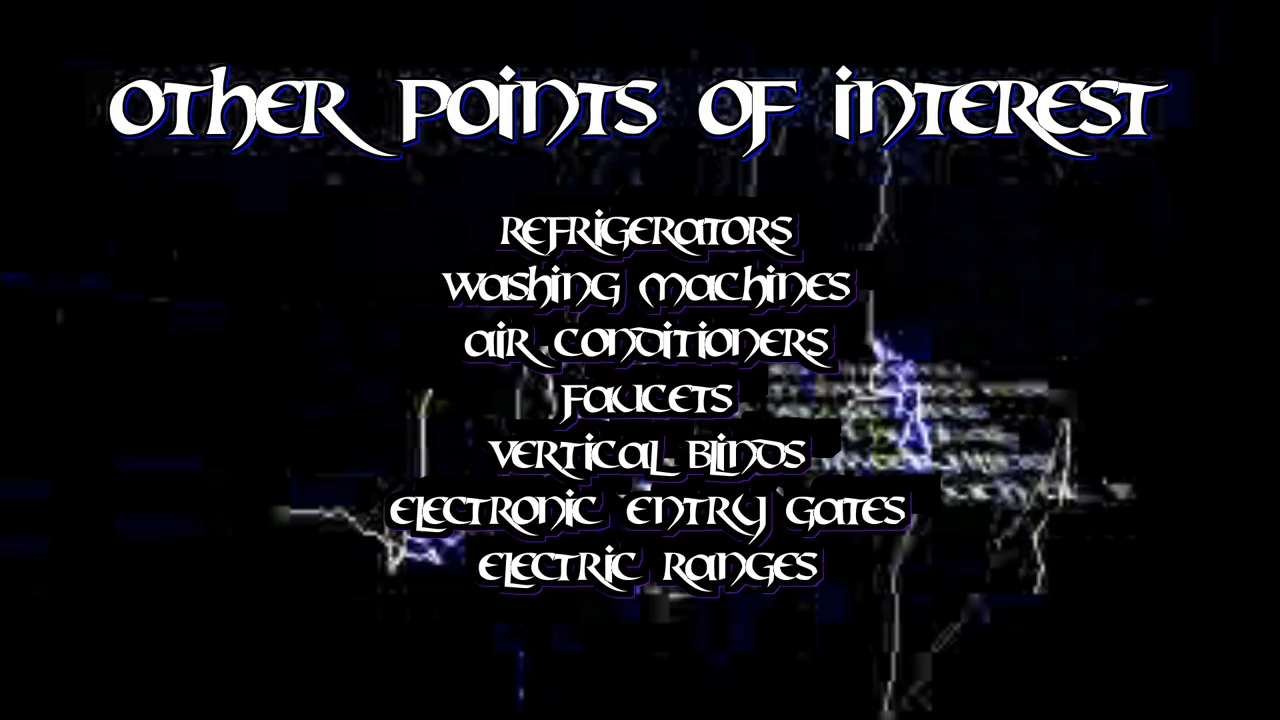 OTHER POINTS OF INTEREST
REFRIGERATORS
WASHING MACHINES
AIR CONDITIONERS
FAUCETS
VERTICAL BLINDS
ELECTRONIC ENTRY GATES
ELECTRIC RANGES